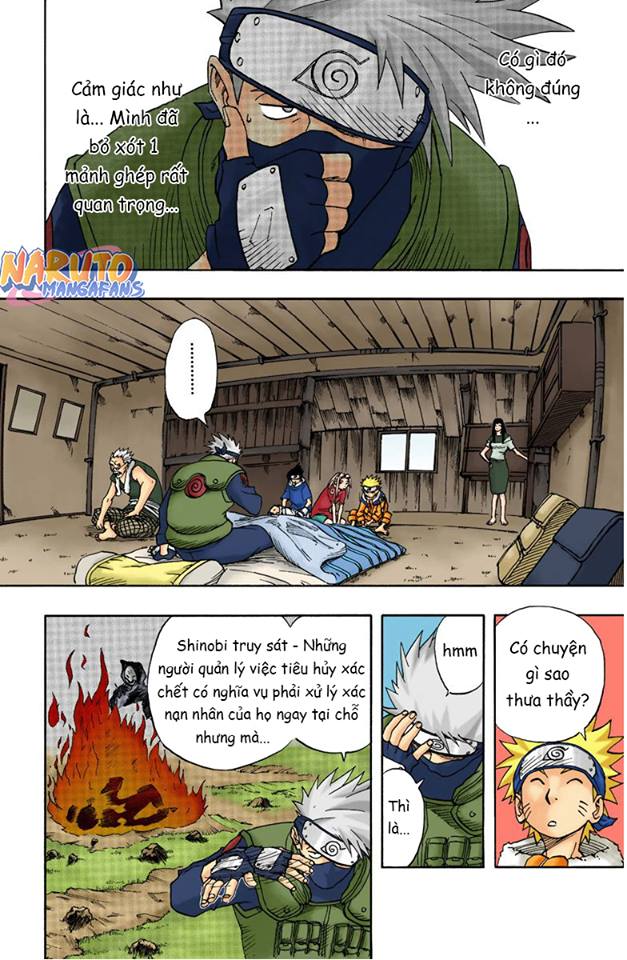 Có gì đó
không đúng
...
Cảm giác như
là... Mình đã
bỏ xót 1
mảnh ghép rất
quan trọng...
NARUTO
MANGAFANS
.........
Có chuyện
gì sao
thưa thầy?
hmm
Thì
là...
Shinobi truy sát - Những
người quản lý việc tiêu hủy xác
chết có nghĩa vụ phải xử lý xác
nạn nhân của họ ngay tại chỗ
nhưng mà...